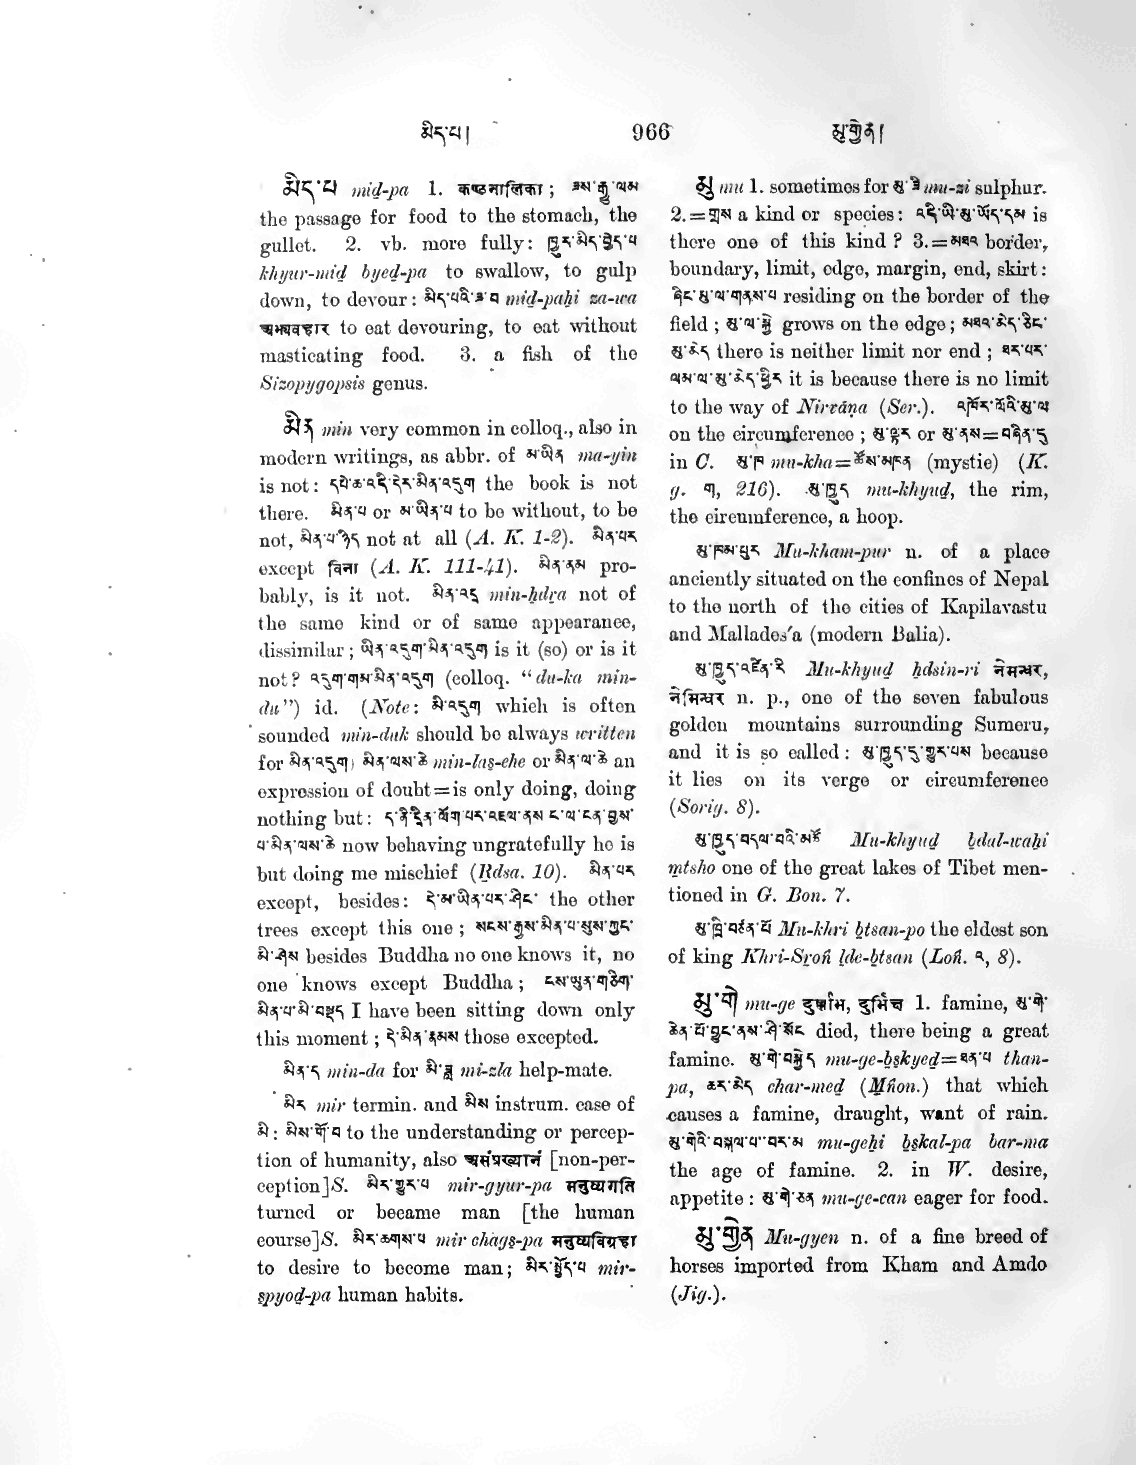 མིད་པ། 966 མུ་གྱེན།
མིད་པ mid-pa 1. कण्ठनालिका; ཟས་རྒྱུ་ལམ
the passage for food to the stomach, the
gullet. 2. vb. more fully: ཁྱུར་མིད་བྱེད་པ
khyur-mid byed-pa to swallow, to gulp
down, to devour: མིད་པའི་ཟ་བ mid-paḥi za-wa
अभ्यवहार to eat devouring, to eat without
masticating food. 3. a fish of the
Sizopygopsis genus.
མིན min very common in colloq., also in
modern writings, as abbr. of མ་ཡིན ma-yin
is not: དཔེ་ཆ་འདི་དེར་མིན་འདུག the book is not
there. མིན་པ or མ་ཡིན་པ to be without, to be
not, མིན་པ་ཉིད not at all (A. K. 1-2). མིན་པར
except विना (A. K. 111-41). མིན་ནམ pro-
bably, is it not. མིན་འདྲ min-ḥdra not of
the same kind or of same appearance,
dissimilar; ཡིན་འདུག་མིན་འདུག is it (so) or is it
not? འདུག་གམ་མིན་འདུག (colloq. "du-ka min-
du") id. (Note: མི་འདུག which is often
sounded min-duk should be always written
for མིན་འདུག། མིན་ལས་ཆེ min-las-che or མིན་ལ་ཆེ an
expression of doubt=is only doing, doing
nothing but: ད་ནི་དྲིན་ལོག་པར་འཇལ་ནས་ང་ལ་ངན་བྱས་
པ་མིན་ལས་ཆེ now behaving ungratefully he is
but doing me mischief (Rdsa. 10). མིན་པར
except, besides: དེ་མ་ཡིན་པར་ཤིང་ the other
trees except this one; སངས་རྒྱས་མིན་པ་སུས་ཀྱང་
མི་ཤེས besides Buddha no one knows it, no
one knows except Buddha; ངས་ཡུན་གཅིག་
མིན་པ་མི་བསྡད I have been sitting down only
this moment; དེ་མིན་རྣམས those excepted.
མིན་ད min-da for མི་ཟླ mi-zla help-mate.
མིར mir termin. and མིས instrum. case of
མི: མིས་གོ་བ to the understanding or percep-
tion of humanity, also असंप्रख्यानं [non-per-
ception]S. མིར་གྱུར་པ mir-gyur-pa मनुष्यगति
turned or became man [the human
course]S. མིར་ཆགས་པ mir chags-pa मनुष्यविग्रहा
to desire to become man; མིར་སྤྱོད་པ mir-
spyod-pa human habits.
མུ mu 1. sometimes for མུ་ཟི mu-zi sulphur.
2.=གྲས a kind or species: འདི་ཡི་མུ་ཡོད་དམ is
there one of this kind? 3.=མཐའ border,
boundary, limit, edge, margin, end, skirt:
ཞིང་མུ་ལ་གནས་པ residing on the border of the
field; མུ་ལ་སྐྱེ grows on the edge; མཐའ་མེད་ཅིང་
མུ་མེད there is neither limit nor end; ཐར་པར་
ལམ་ལ་མུ་མེད་ཕྱིར it is because there is no limit
to the way of Nirvāṇa (Ser.). འཁོར་ལོའི་མུ་ལ
on the circumference; མུ་ལྟར or མུ་ནས=བཞིན་དུ
in C. མུ་ཁ mu-kha=ཚོས་མཁན (mystic) (K.
g. ག, 216). མུ་ཁྱུད mu-khyud, the rim,
the circumference, a hoop.
མུ་ཁམ་པུར Mu-kham-pur n. of a place
anciently situated on the confines of Nepal
to the north of the cities of Kapilavastu
and Mallades'a (modern Balia).
མུ་ཁྱུད་འཛིན་རི Mu-khyud ḥdsin-ri नेमन्धर,
नेमिन्धर n. p., one of the seven fabulous
golden mountains surrounding Sumeru,
and it is so called: མུ་ཁྱུད་དུ་གྱུར་པས because
it lies on its verge or circumference
(Sorig. 8).
མུ་ཁྱུད་བདལ་བའི་མཚོ Mu-khyud bdal-waḥi
mtsho one of the great lakes of Tibet men-
tioned in G. Bon. 7.
མུ་ཁྲི་བཙན་པོ Mu-khri btsan-po the eldest son
of king Khri-Sroṅ lde-btsan (Loṅ. འ, 8).
མུ་གེ mu-ge दुर्भिक्ष, 1. famine, མུ་གེ་
ཆེན་པོ་བྱུང་ནས་ཤི་སོང died, there being a great
famine. མུ་གེ་བསྐྱེད mu-ge-bskyed=ཐན་པ than-
pa, ཆར་མེད char-med (Mṅon.) that which
causes a famine, draught, want of rain.
མུ་གེའི་བསྐལ་པ་བར་མ mu-geḥi bskal-pa bar-ma
the age of famine. 2. in W. desire,
appetite: མུ་གེ་ཅན mu-ge-can eager for food.
མུ་གྱེན Mu-gyen n. of a fine breed of
horses imported from Kham and Amdo
(Jig.).